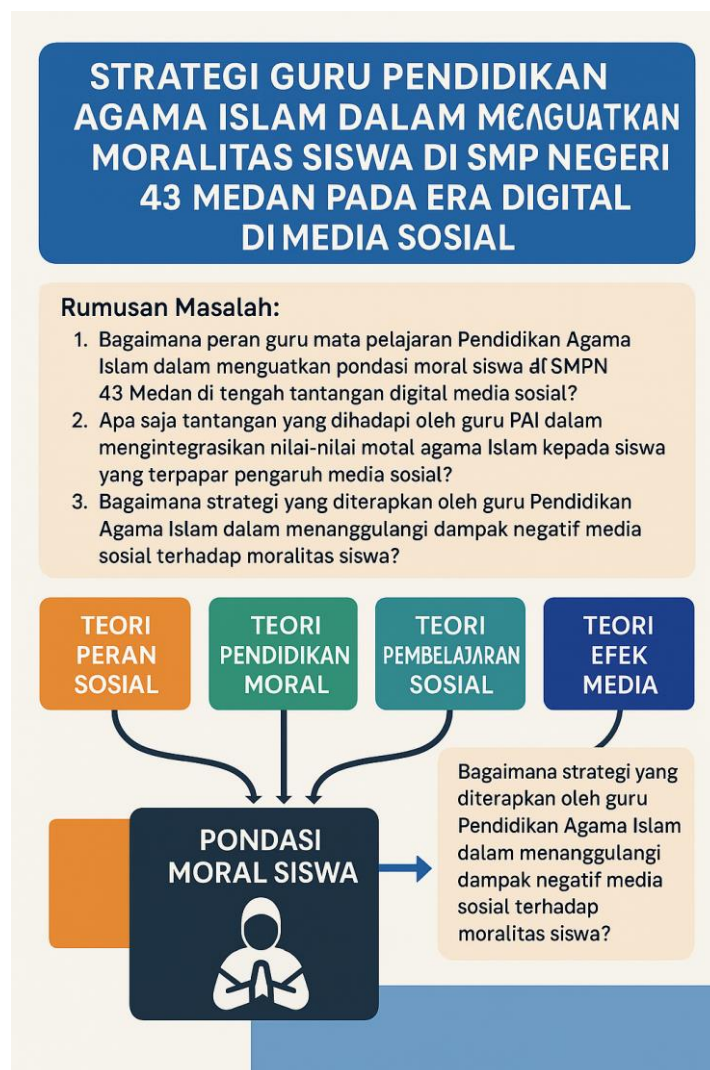 STRATEGI GURU PENDIDIKAN
AGAMA ISLAM DALAM MЄΛGUATKAN
MORALITAS SISWA DI SMP NEGERI
43 MEDAN PADA ERA DIGITAL
DI MEDIA SOSIAL
Rumusan Masalah:
1. Bagaimana peran guru mata pelajaran Pendidikan Agama
Islam dalam menguatkan pondasi moral siswa di SMPN
43 Medan di tengah tantangan digital media sosial?
2. Apa saja tantangan yang dihadapi oleh guru PAI dalam
mengintegrasikan nilai-nilai motal agama Islam kepada siswa
yang terpapar pengaruh media sosial?
3. Bagaimana strategi yang diterapkan oleh guru Pendidikan
Agama Islam dalam menanggulangi dampak negatif media
sosial terhadap moralitas siswa?
TEORI
PERAN
SOSIAL
TEORI
PENDIDIKAN
MORAL
TEORI
PEMBELAJARAN
SOSIAL
TEORI
EFEK
MEDIA
PONDASI
MORAL SISWA
Bagaimana strategi yang
diterapkan oleh guru
Pendidikan Agama Islam
dalam menanggulangi
dampak negatif media
sosial terhadap
moralitas siswa?